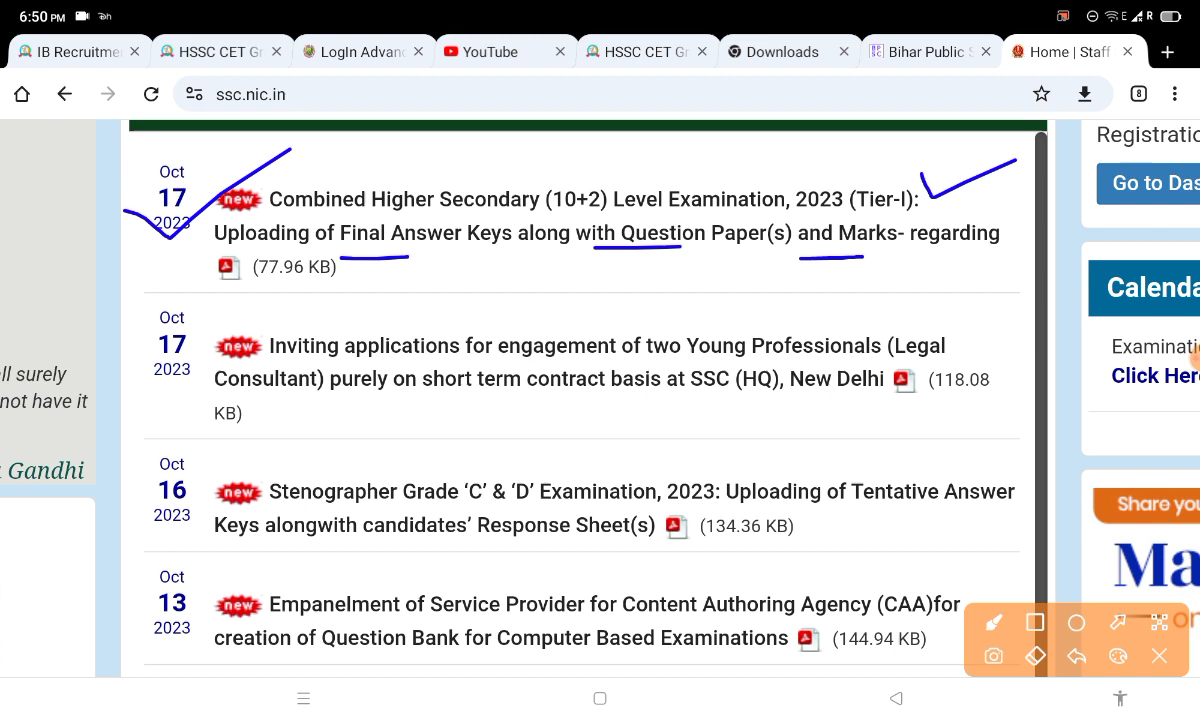 6:50 PM
E R
IB Recruitme
HSSC CET Gr
LogIn Advanc
YouTube
HSSC CET Gr
Downloads
Bihar Public S
Home | Staff
ssc.nic.in
8
Registratio
Go to Das
Oct
17
2023
new Combined Higher Secondary (10+2) Level Examination, 2023 (Tier-I):
Uploading of Final Answer Keys along with Question Paper(s) and Marks- regarding
(77.96 KB)
Oct
17
2023
new Inviting applications for engagement of two Young Professionals (Legal
Consultant) purely on short term contract basis at SSC (HQ), New Delhi (118.08
KB)
Calenda
Examinati
Click Her
ll surely
not have it
Gandhi
Oct
16
2023
new Stenographer Grade ‘C’ & ‘D’ Examination, 2023: Uploading of Tentative Answer
Keys alongwith candidates’ Response Sheet(s) (134.36 KB)
Share you
Ma
on
Oct
13
2023
new Empanelment of Service Provider for Content Authoring Agency (CAA)for
creation of Question Bank for Computer Based Examinations (144.94 KB)